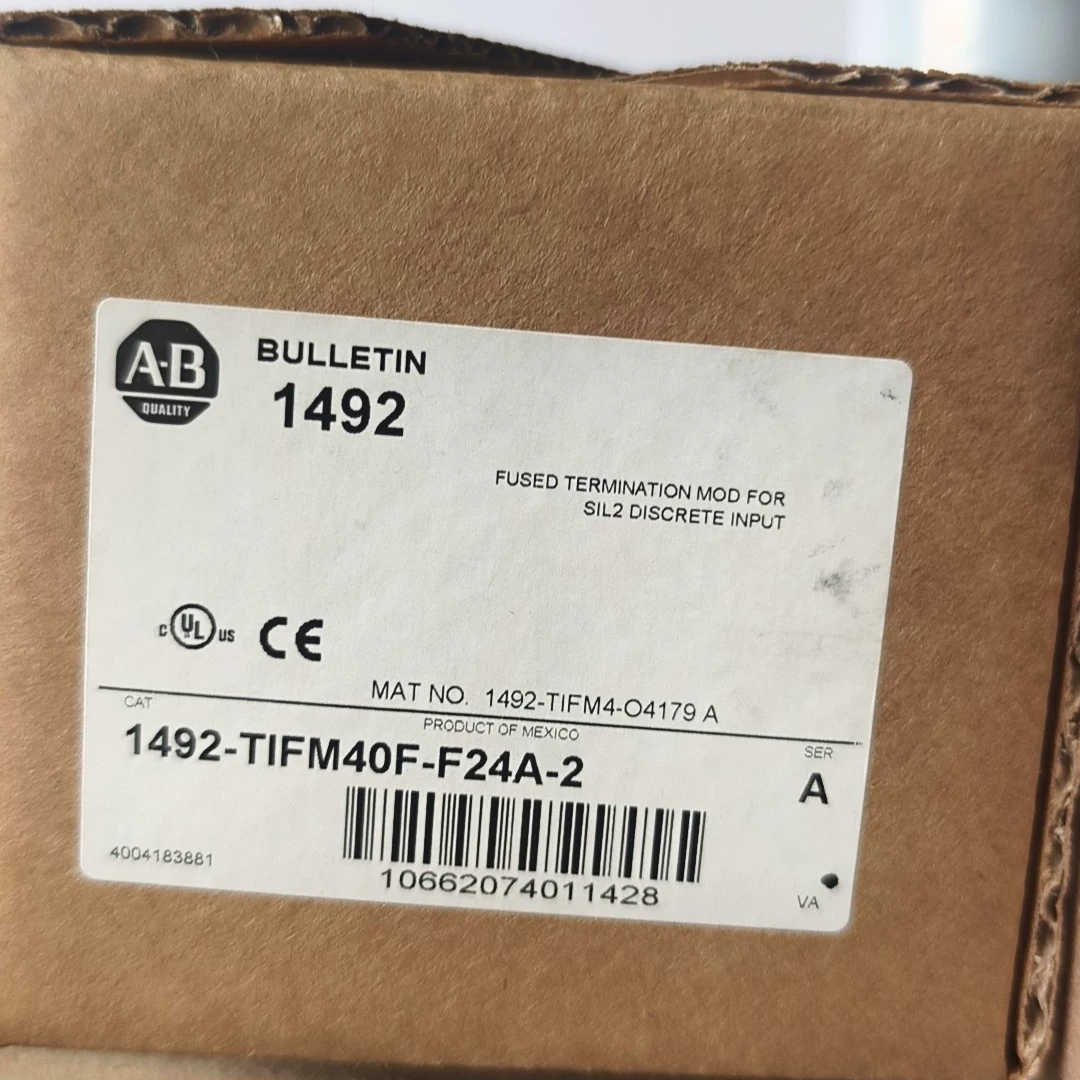 A-B
QUALITY
BULLETIN
1492
FUSED TERMINATION MOD FOR
SIL2 DISCRETE INPUT
C UL US CE
MAT NO. 1492-TIFM4-O4179 A
CAT
PRODUCT OF MEXICO
SER
1492-TIFM40F-F24A-2
A
4004183881
10662074011428
VA